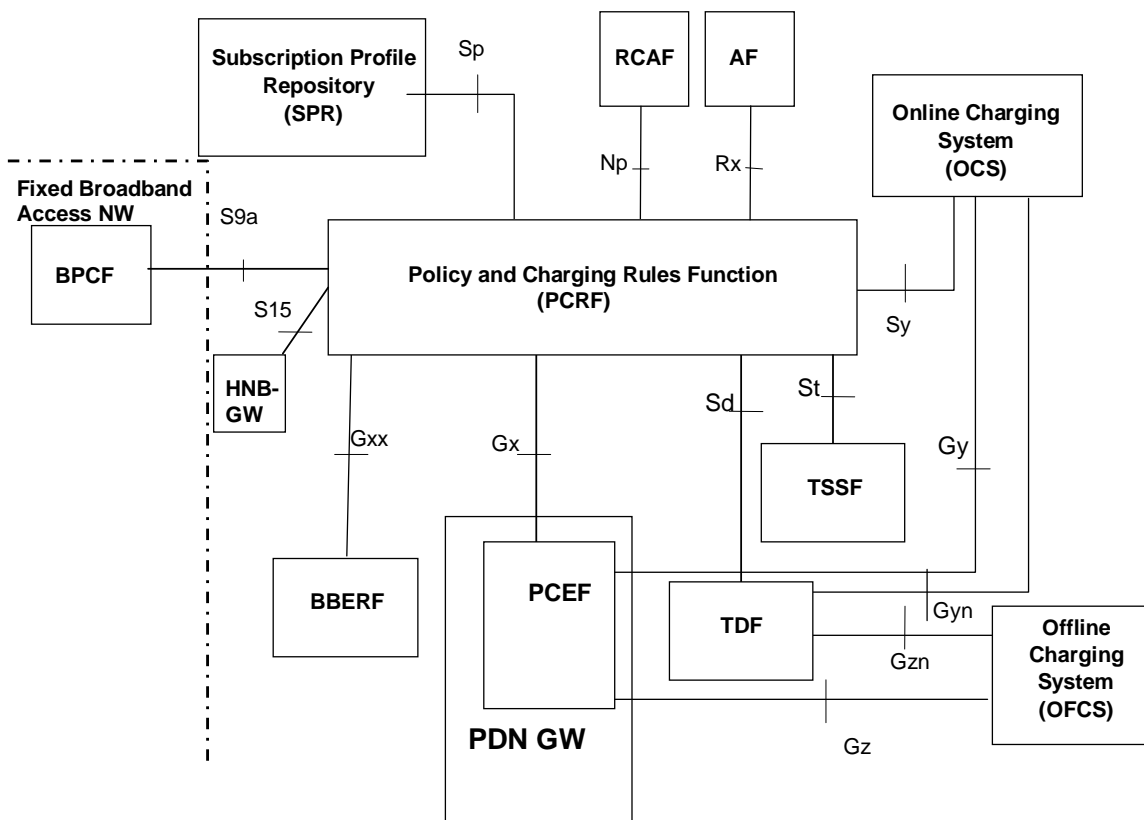 Subscription Profile
Repository
(SPR)
Sp
RCAF
AF
Online Charging
System
(OCS)
Np
Rx
Fixed Broadband
Access NW
S9a
BPCF
Policy and Charging Rules Function
(PCRF)
S15
Sy
HNB-
GW
Gxx
Gx
Sd
St
Gy
TSSF
BBERF
PCEF
TDF
Gyn
Gzn
Offline
Charging
System
(OFCS)
PDN GW
Gz